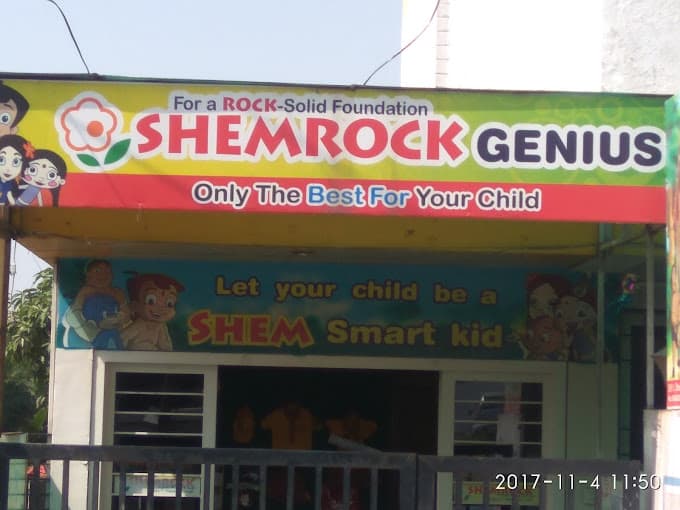 For a ROCK-Solid Foundation
SHEMROCK GENIUS
Only The Best For Your Child
Let your child be a
SHEM Smart kid
SHEMROCK
2017-11-4 11:50